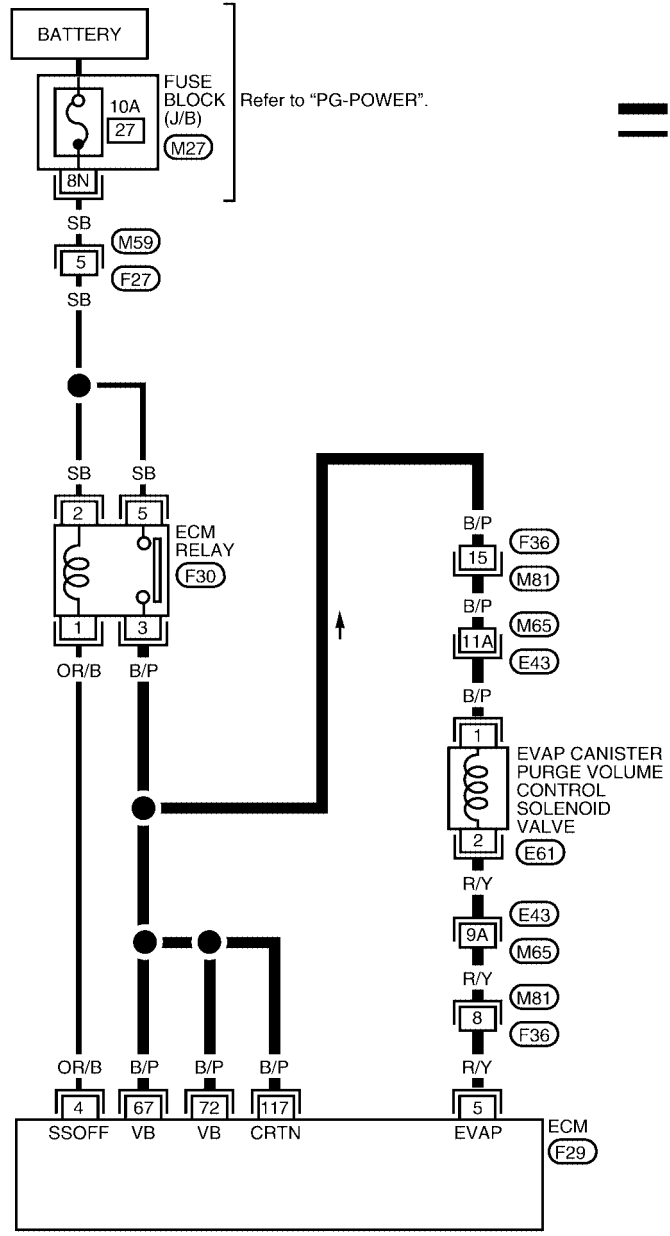 BATTERY
FUSE
BLOCK
(J/B)
Refer to “PG-POWER”.
10A
27
M27
8N
SB
M59
5
F27
SB
SB
SB
2
5
ECM
RELAY
F30
1
3
OR/B
B/P
B/P
F36
15
M81
B/P
M65
11A
E43
B/P
1
EVAP CANISTER
PURGE VOLUME
CONTROL
SOLENOID
VALVE
2
E61
R/Y
E43
9A
M65
R/Y
M81
8
F36
OR/B
B/P
B/P
B/P
R/Y
4
67
72
117
5
SSOFF
VB
VB
CRTN
EVAP
ECM
F29